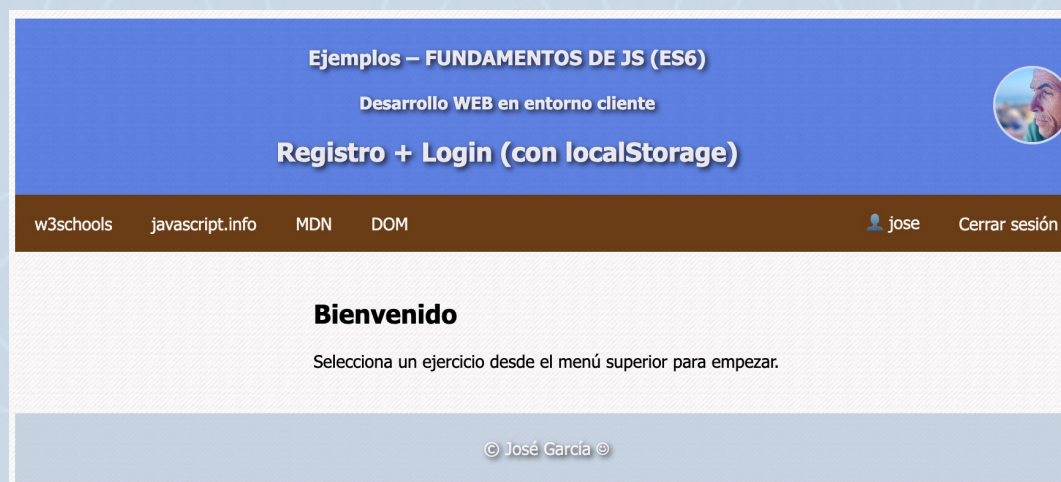 Ejemplos – FUNDAMENTOS DE JS (ES6)
Desarrollo WEB en entorno cliente
Registro + Login (con localStorage)
w3schools javascript.info MDN DOM 👤 jose Cerrar sesión
Bienvenido
Selecciona un ejercicio desde el menú superior para empezar.
© José García ☺